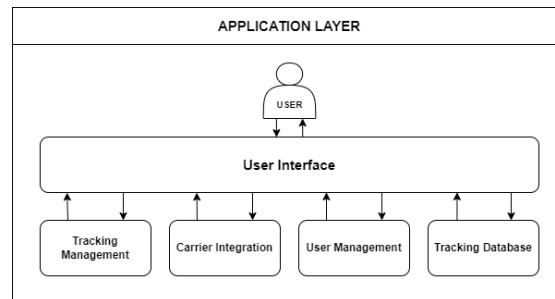 APPLICATION LAYER
USER
User Interface
Tracking
Management
Carrier Integration
User Management
Tracking Database